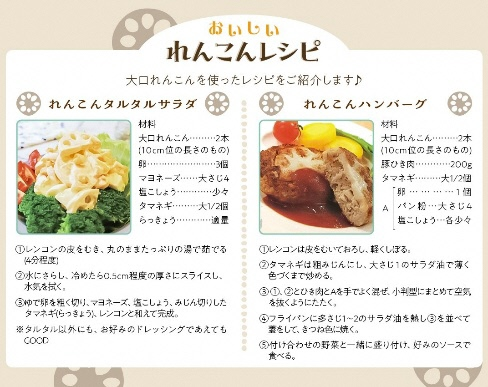 おいしい
れんこんレシピ
大口れんこんを使ったレシピをご紹介します♪
れんこんタルタルサラダ
材料
大口れんこん………2本
(10cm位の長さのもの)
卵……………………3個
マヨネーズ……大さじ4
塩こしょう………少々
タマネギ………大1/2個
らっきょう………適量
①レンコンの皮をむき、丸のままたっぷりの湯で茹でる
(4分程度)
②水にさらし、冷めたら0.5cm程度の厚さにスライスし、
水気を拭く。
③ゆで卵を粗く切り、マヨネーズ、塩こしょう、みじん切りした
タマネギ(らっきょう)、レンコンと和えて完成。
※タルタル以外にも、お好みのドレッシングであえても
GOOD
れんこんハンバーグ
材料
大口れんこん………2本
(10cm位の長さのもの)
豚ひき肉…………200g
タマネギ………大1/2個
A
卵……………1個
パン粉…大さじ4
塩こしょう…各少々
①レンコンは皮をむいておろし、軽くしぼる。
②タマネギは粗みじんにし、大さじ1のサラダ油で薄く
色づくまで炒める。
③①、②とひき肉とAを手でよく混ぜ、小判型にまとめて空気
を抜くようにたたく。
④フライパンに多さじ1~2のサラダ油を熱し③を並べて
蓋をして、きつね色に焼く。
⑤付け合わせの野菜と一緒に盛り付け、好みのソースで
食べる。